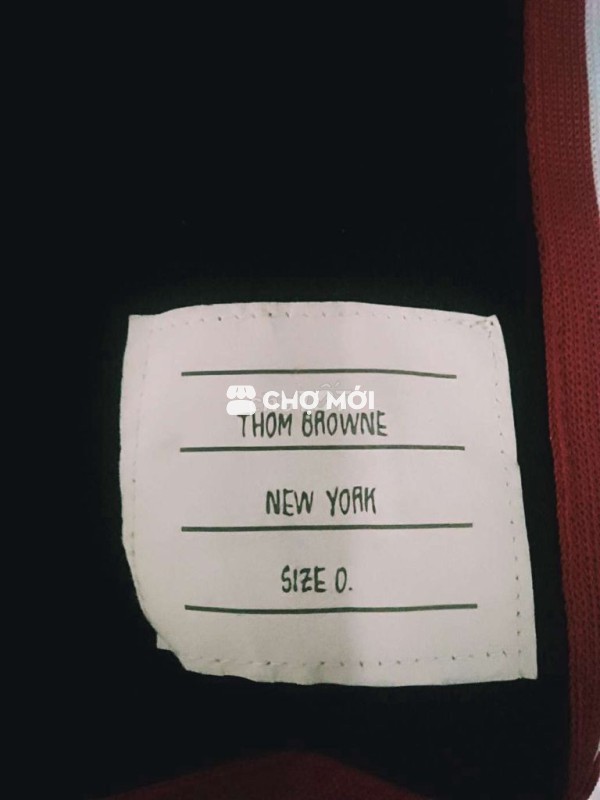 CHỢ MỚI
THOM BROWNE
NEW YORK
SIZE 0.